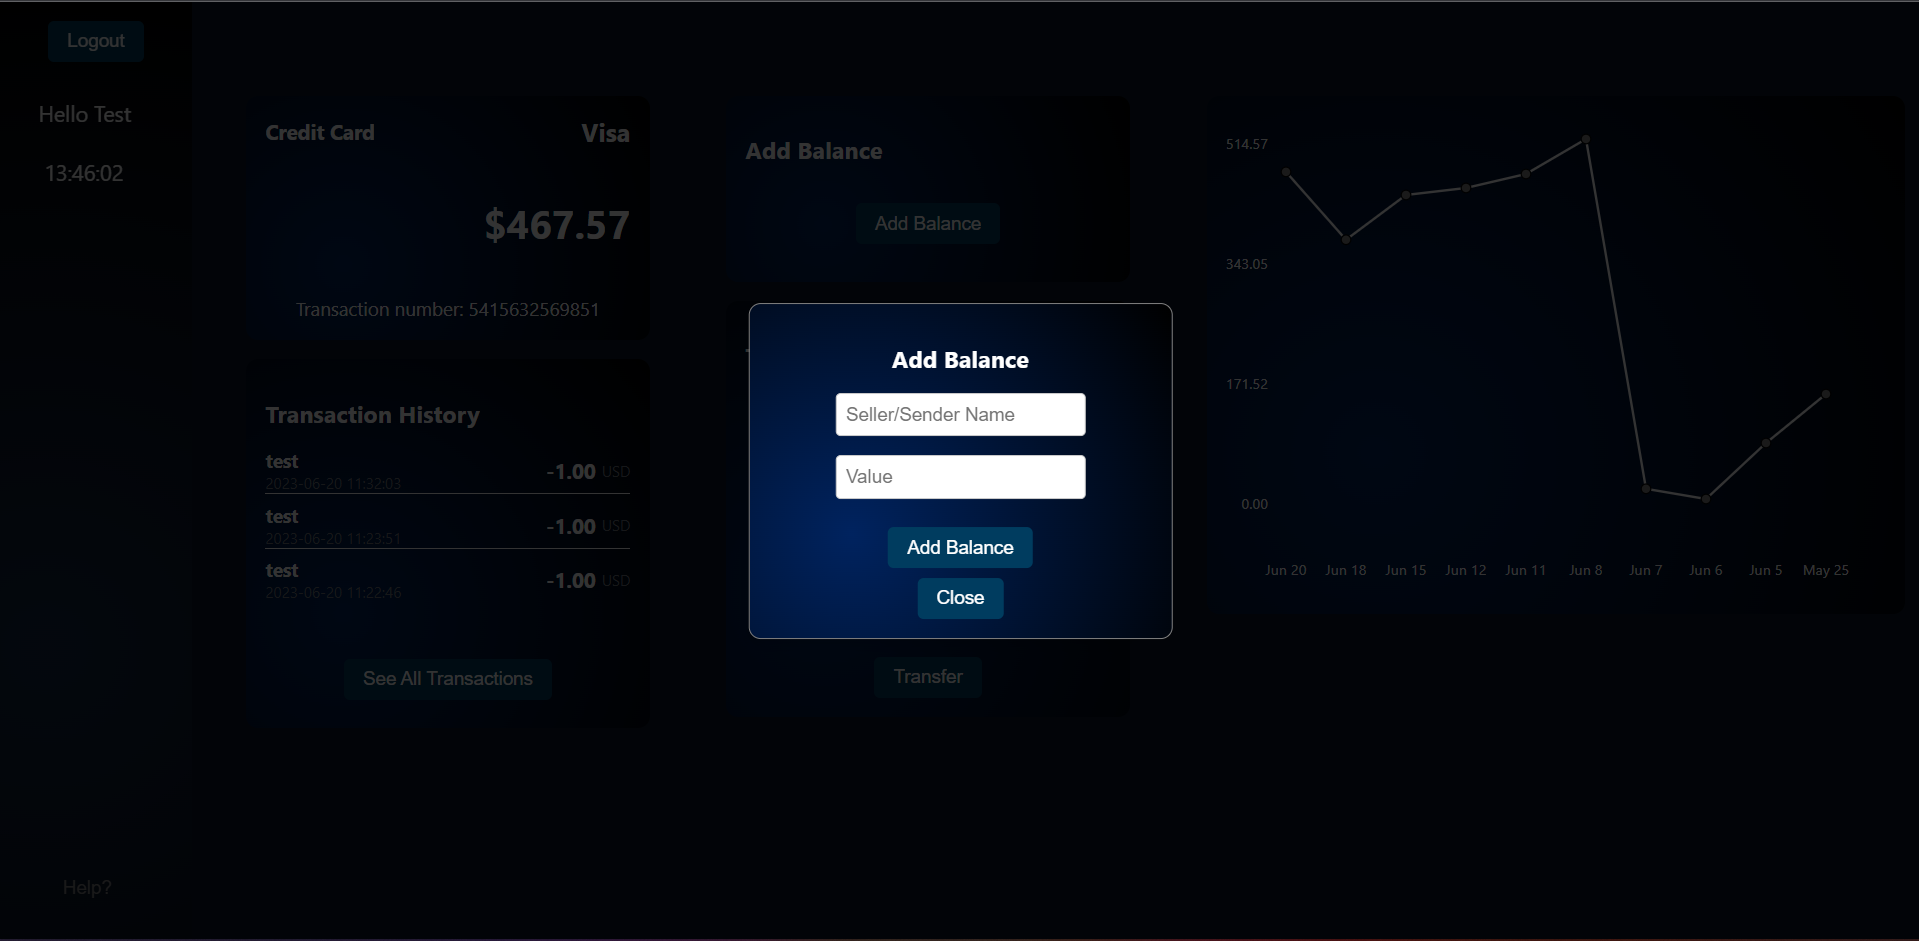 Logout
Hello Test
13:46:02
Credit Card
Visa
$467.57
Transaction number: 5415632569851
Transaction History
test
2023-06-20 11:32:03
-1.00 USD
test
2023-06-20 11:23:51
-1.00 USD
test
2023-06-20 11:22:46
-1.00 USD
See All Transactions
Add Balance
Add Balance
Add Balance
Seller/Sender Name
Value
Add Balance
Close
Transfer
514.57
343.05
171.52
0.00
Jun 20 Jun 18 Jun 15 Jun 12 Jun 11 Jun 8 Jun 7 Jun 6 Jun 5 May 25
Help?